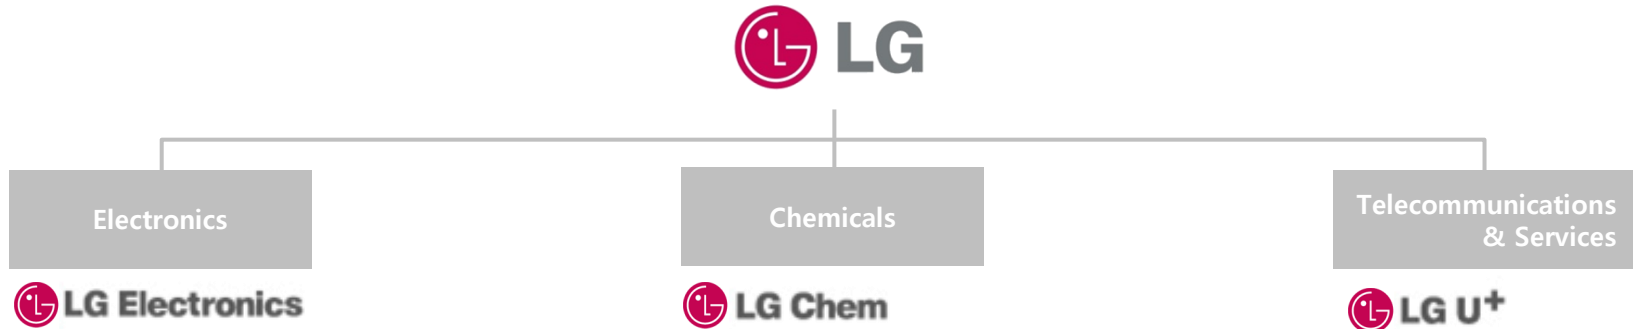 LG
Electronics
Chemicals
Telecommunications
& Services
LG Electronics
LG Chem
LG U+